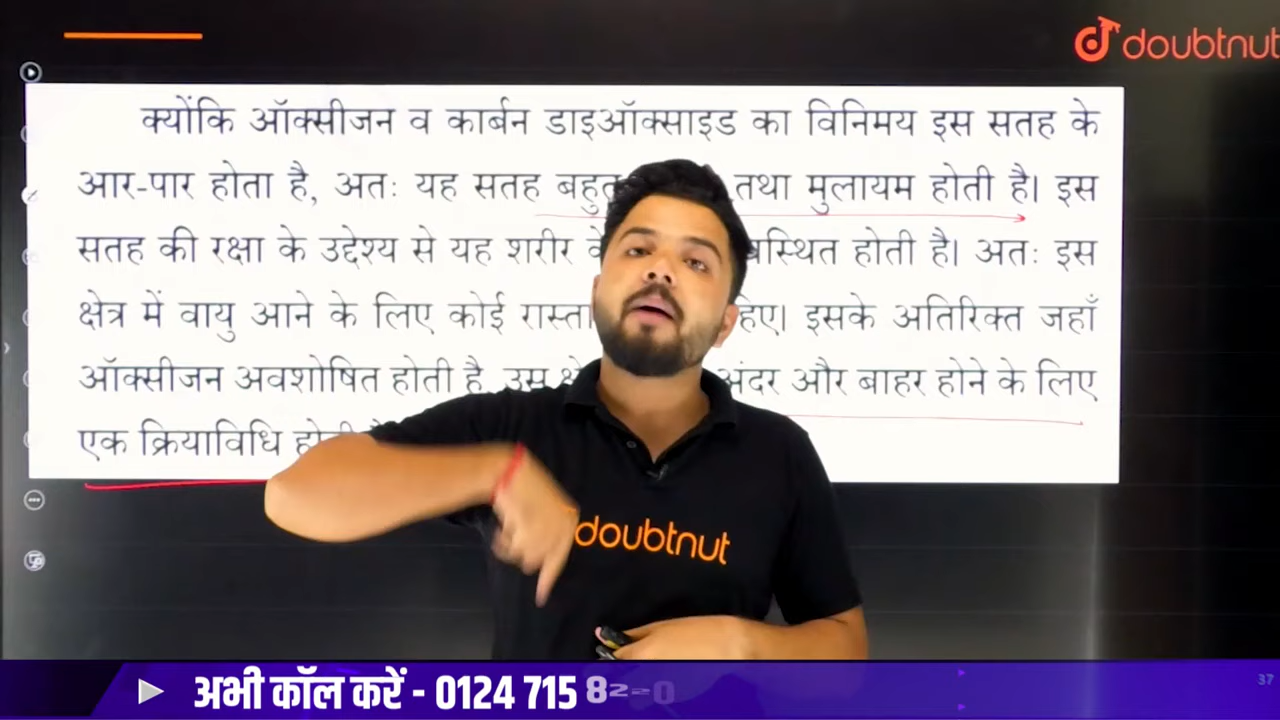 doubtnut
क्योंकि ऑक्सीजन व कार्बन डाइऑक्साइड का विनिमय इस सतह के
आर-पार होता है, अतः यह सतह बहुत तथा मुलायम होती है। इस
सतह की रक्षा के उद्देश्य से यह शरीर के होती है। अतः इस
क्षेत्र में वायु आने के लिए कोई रास्ता इसके अतिरिक्त जहाँ
ऑक्सीजन अवशोषित होती है, उस अंदर और बाहर होने के लिए
एक क्रियाविधि
doubtnut
अभी कॉल करें - 0124 715
37